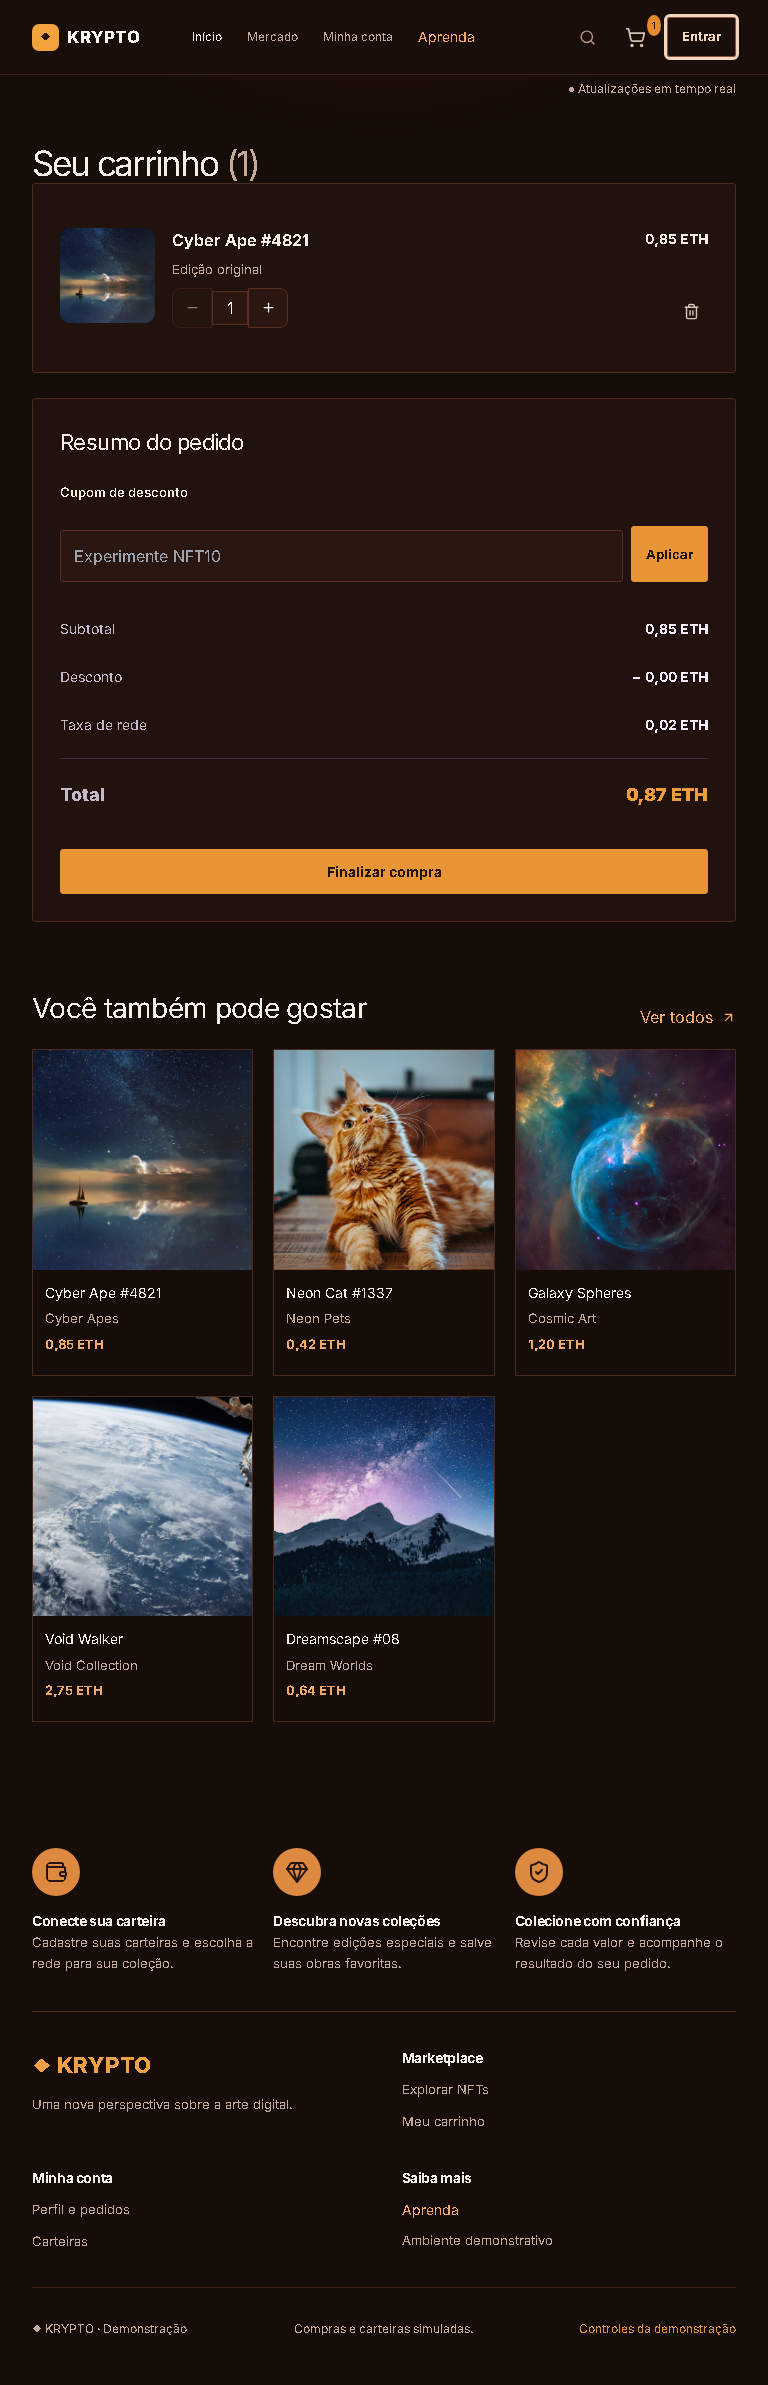 KRYPTO
Início
Mercado
Minha conta
Aprenda
1
Entrar
● Atualizações em tempo real
Seu carrinho (1)
Cyber Ape #4821
0,85 ETH
Edição original
− 1 +
Resumo do pedido
Cupom de desconto
Experimente NFT10
Aplicar
Subtotal
0,85 ETH
Desconto
− 0,00 ETH
Taxa de rede
0,02 ETH
Total
0,87 ETH
Finalizar compra
Você também pode gostar
Ver todos
Cyber Ape #4821
Cyber Apes
0,85 ETH
Neon Cat #1337
Neon Pets
0,42 ETH
Galaxy Spheres
Cosmic Art
1,20 ETH
Void Walker
Void Collection
2,75 ETH
Dreamscape #08
Dream Worlds
0,64 ETH
Conecte sua carteira
Cadastre suas carteiras e escolha a
rede para sua coleção.
Descubra novas coleções
Encontre edições especiais e salve
suas obras favoritas.
Colecione com confiança
Revise cada valor e acompanhe o
resultado do seu pedido.
◆ KRYPTO
Uma nova perspectiva sobre a arte digital.
Marketplace
Explorar NFTs
Meu carrinho
Minha conta
Perfil e pedidos
Carteiras
Saiba mais
Aprenda
Ambiente demonstrativo
◆ KRYPTO · Demonstração
Compras e carteiras simuladas.
Controles da demonstração